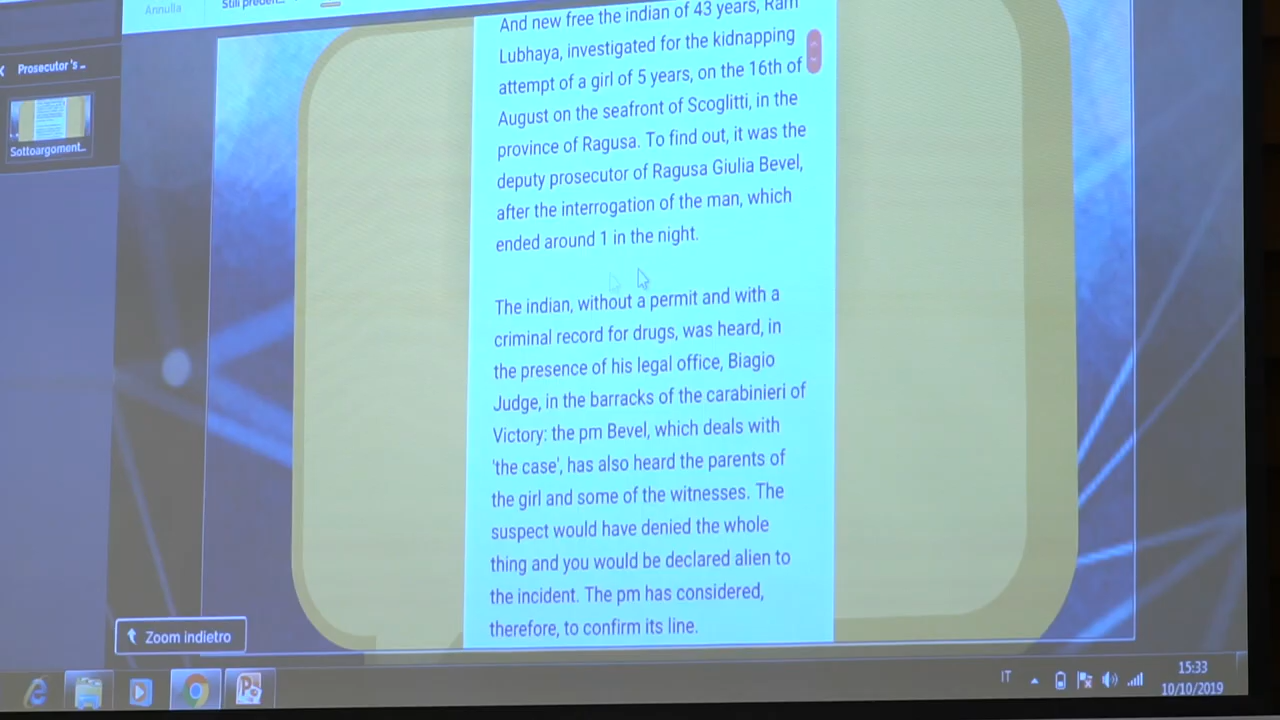 Annulla
Prosecutor's ..
Sottoargoment...
And new free the indian of 43 years, Ram
Lubhaya, investigated for the kidnapping
attempt of a girl of 5 years, on the 16th of
August on the seafront of Scoglitti, in the
province of Ragusa. To find out, it was the
deputy prosecutor of Ragusa Giulia Bevel,
after the interrogation of the man, which
ended around 1 in the night.
The indian, without a permit and with a
criminal record for drugs, was heard, in
the presence of his legal office, Biagio
Judge, in the barracks of the carabinieri of
Victory: the pm Bevel, which deals with
'the case', has also heard the parents of
the girl and some of the witnesses. The
suspect would have denied the whole
thing and you would be declared alien to
the incident. The pm has considered,
therefore, to confirm its line.
Zoom indietro
IT
15:33
10/10/2019